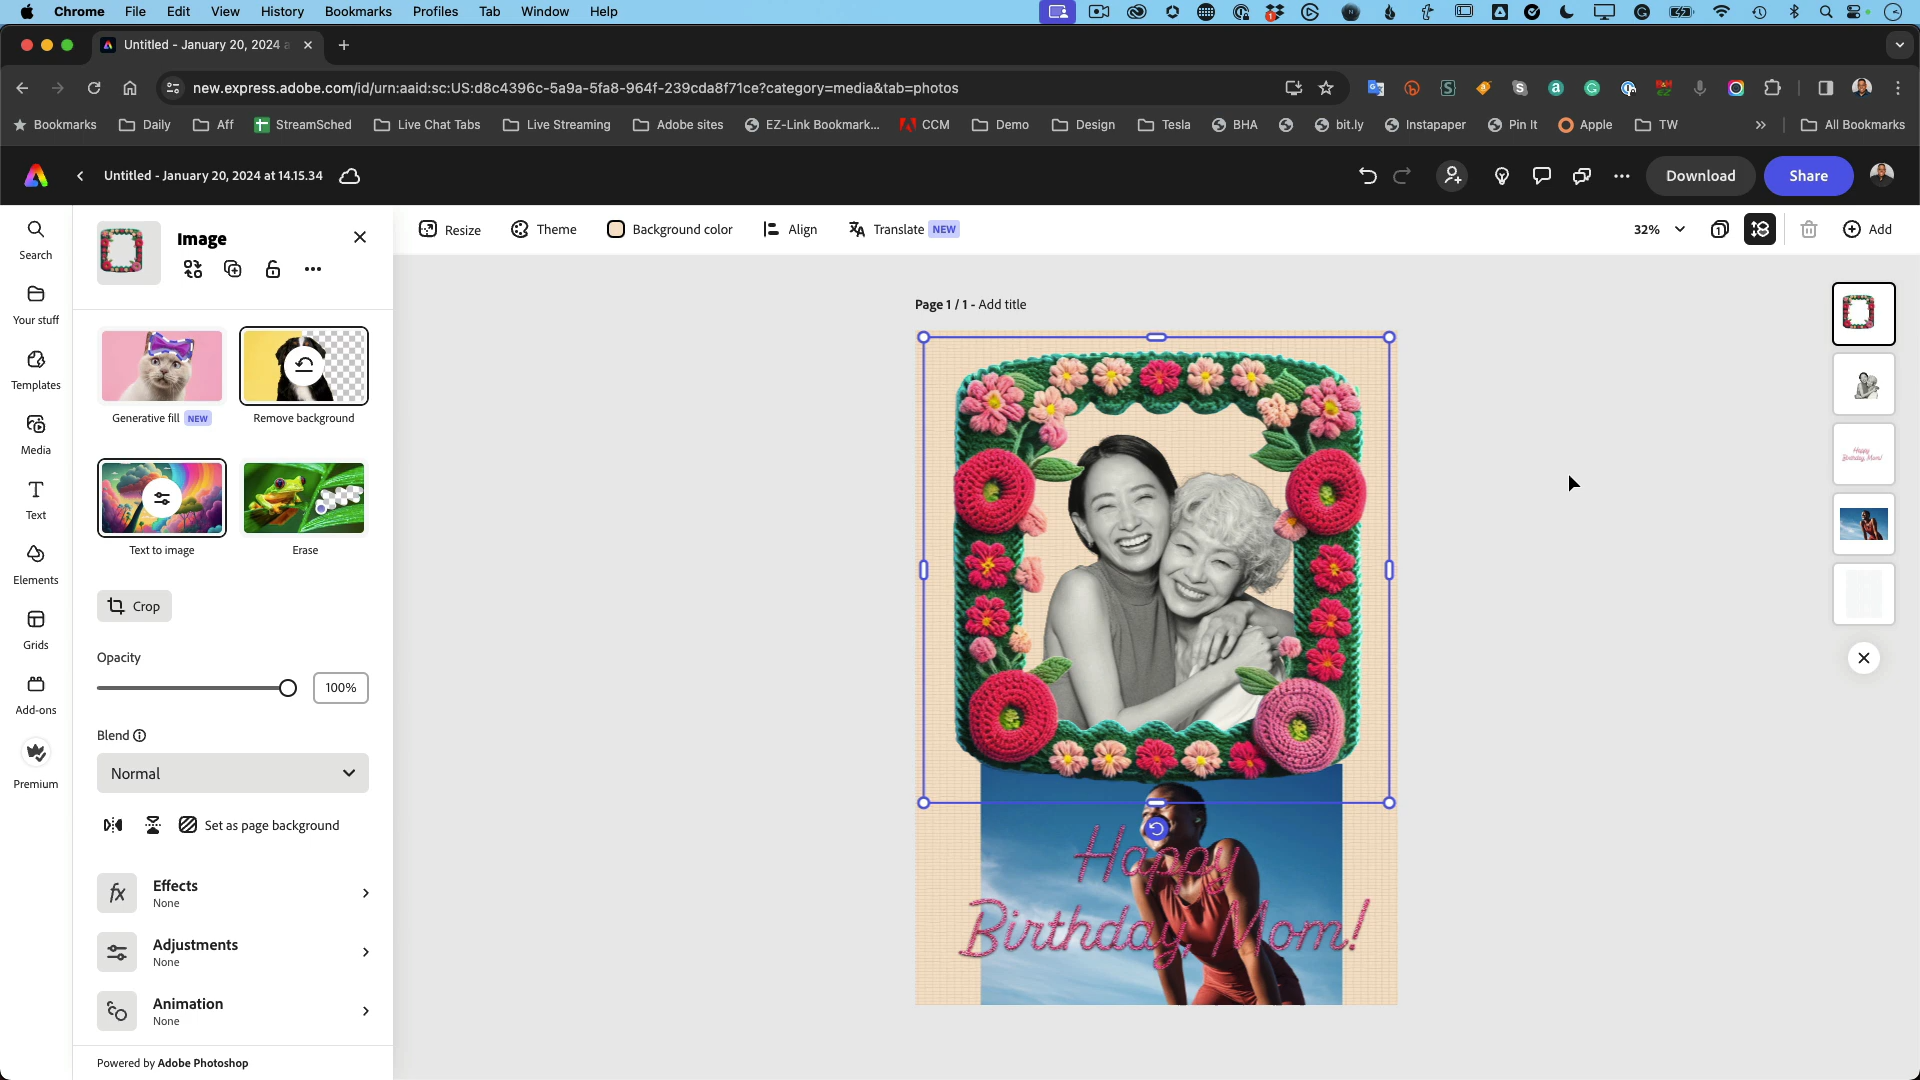 Chrome File Edit View History Bookmarks Profiles Tab Window Help
Untitled - January 20, 2024 a
new.express.adobe.com/id/urn:aaid:sc:US:d8c4396c-5a9a-5fa8-964f-239cda8f71ce?category=media&tab=photos
Bookmarks Daily Aff StreamSched Live Chat Tabs Live Streaming Adobe sites EZ-Link Bookmark... CCM Demo Design Tesla BHA bit.ly Instapaper Pin It Apple TW » All Bookmarks
Untitled - January 20, 2024 at 14.15.34
Download
Share
Resize Theme Background color Align Translate NEW
32%
Add
Search
Your stuff
Templates
Media
Text
Elements
Grids
Add-ons
Premium
Image
Generative fill NEW
Remove background
Text to image
Erase
Crop
Opacity
100%
Blend
Normal
Set as page background
Effects
None
Adjustments
None
Animation
None
Powered by Adobe Photoshop
Page 1 / 1 - Add title
Happy
Birthday, Mom!
Happy
Birthday, Mom!